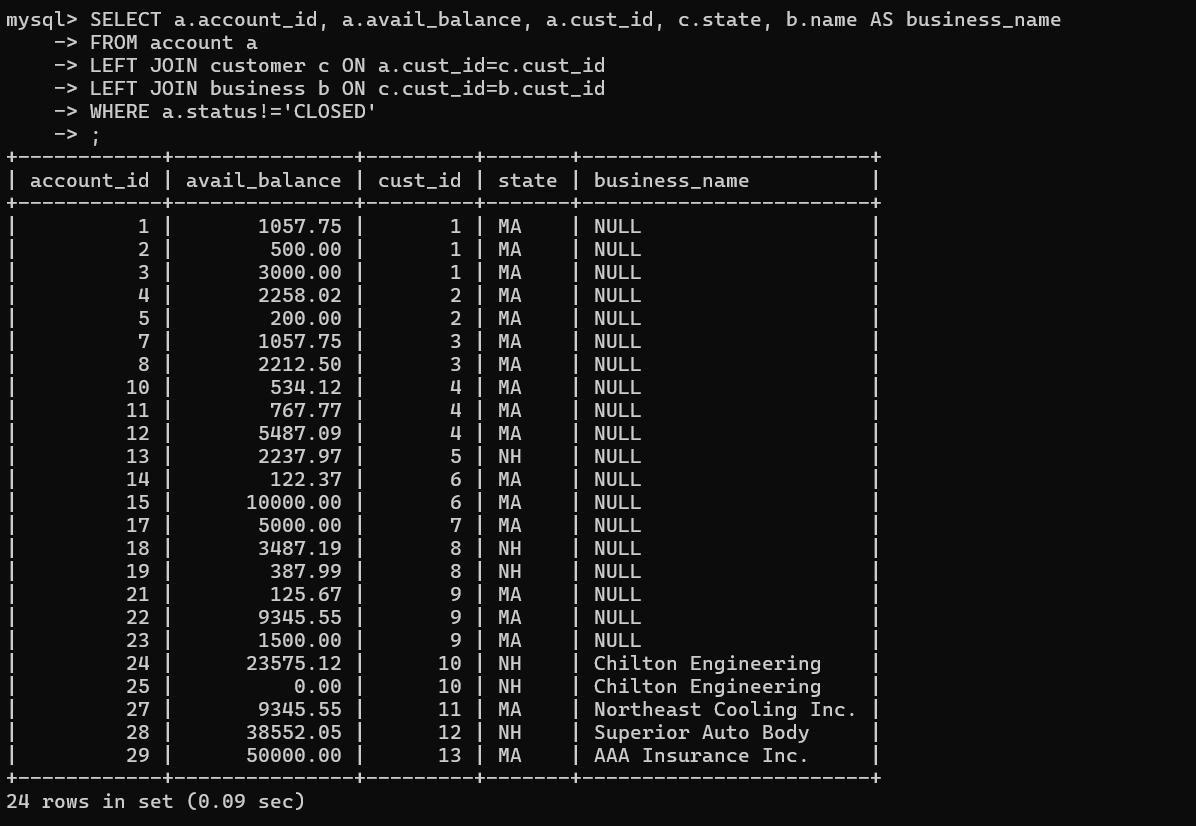 mysql> SELECT a.account_id, a.avail_balance, a.cust_id, c.state, b.name AS business_name
    -> FROM account a
    -> LEFT JOIN customer c ON a.cust_id=c.cust_id
    -> LEFT JOIN business b ON c.cust_id=b.cust_id
    -> WHERE a.status!='CLOSED'
    -> ;
+------------+---------------+---------+-------+------------------------+
| account_id | avail_balance | cust_id | state | business_name          |
+------------+---------------+---------+-------+------------------------+
|          1 |       1057.75 |       1 | MA    | NULL                   |
|          2 |        500.00 |       1 | MA    | NULL                   |
|          3 |       3000.00 |       1 | MA    | NULL                   |
|          4 |       2258.02 |       2 | MA    | NULL                   |
|          5 |        200.00 |       2 | MA    | NULL                   |
|          7 |       1057.75 |       3 | MA    | NULL                   |
|          8 |       2212.50 |       3 | MA    | NULL                   |
|         10 |        534.12 |       4 | MA    | NULL                   |
|         11 |        767.77 |       4 | MA    | NULL                   |
|         12 |       5487.09 |       4 | MA    | NULL                   |
|         13 |       2237.97 |       5 | NH    | NULL                   |
|         14 |        122.37 |       6 | MA    | NULL                   |
|         15 |      10000.00 |       6 | MA    | NULL                   |
|         17 |       5000.00 |       7 | MA    | NULL                   |
|         18 |       3487.19 |       8 | NH    | NULL                   |
|         19 |        387.99 |       8 | NH    | NULL                   |
|         21 |        125.67 |       9 | MA    | NULL                   |
|         22 |       9345.55 |       9 | MA    | NULL                   |
|         23 |       1500.00 |       9 | MA    | NULL                   |
|         24 |      23575.12 |      10 | NH    | Chilton Engineering    |
|         25 |          0.00 |      10 | NH    | Chilton Engineering    |
|         27 |       9345.55 |      11 | MA    | Northeast Cooling Inc. |
|         28 |      38552.05 |      12 | NH    | Superior Auto Body     |
|         29 |      50000.00 |      13 | MA    | AAA Insurance Inc.     |
+------------+---------------+---------+-------+------------------------+
24 rows in set (0.09 sec)